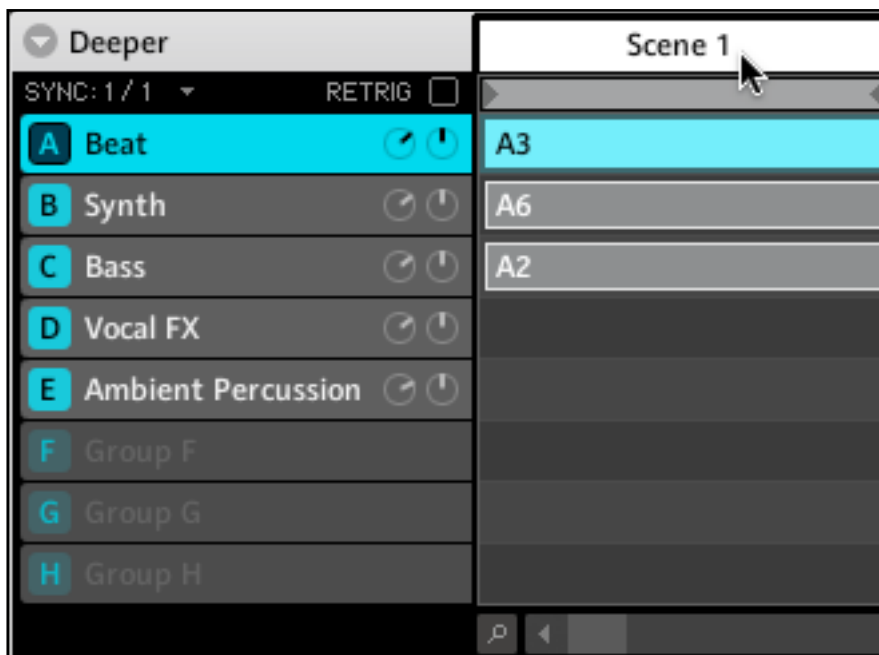 Deeper Scene 1
SYNC: 1 / 1 RETRIG
A Beat A3
B Synth A6
C Bass A2
D Vocal FX
E Ambient Percussion
F Group F
G Group G
H Group H